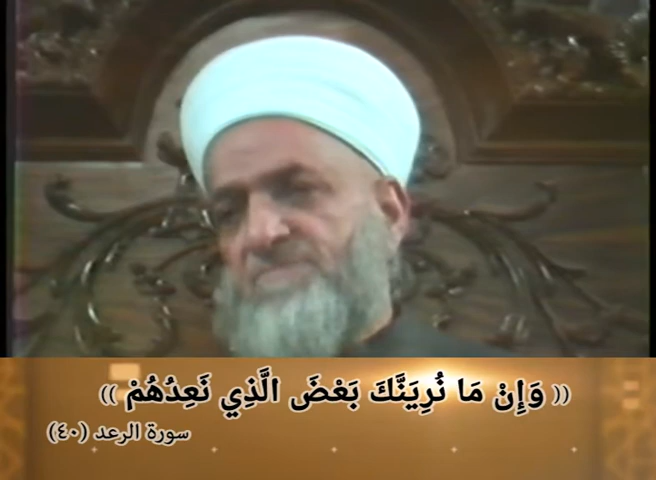 (( وَإِنْ مَا نُرِيَنَّكَ بَعْضَ الَّذِي نَعِدُهُمْ ))
سورة الرعد (٤٠)